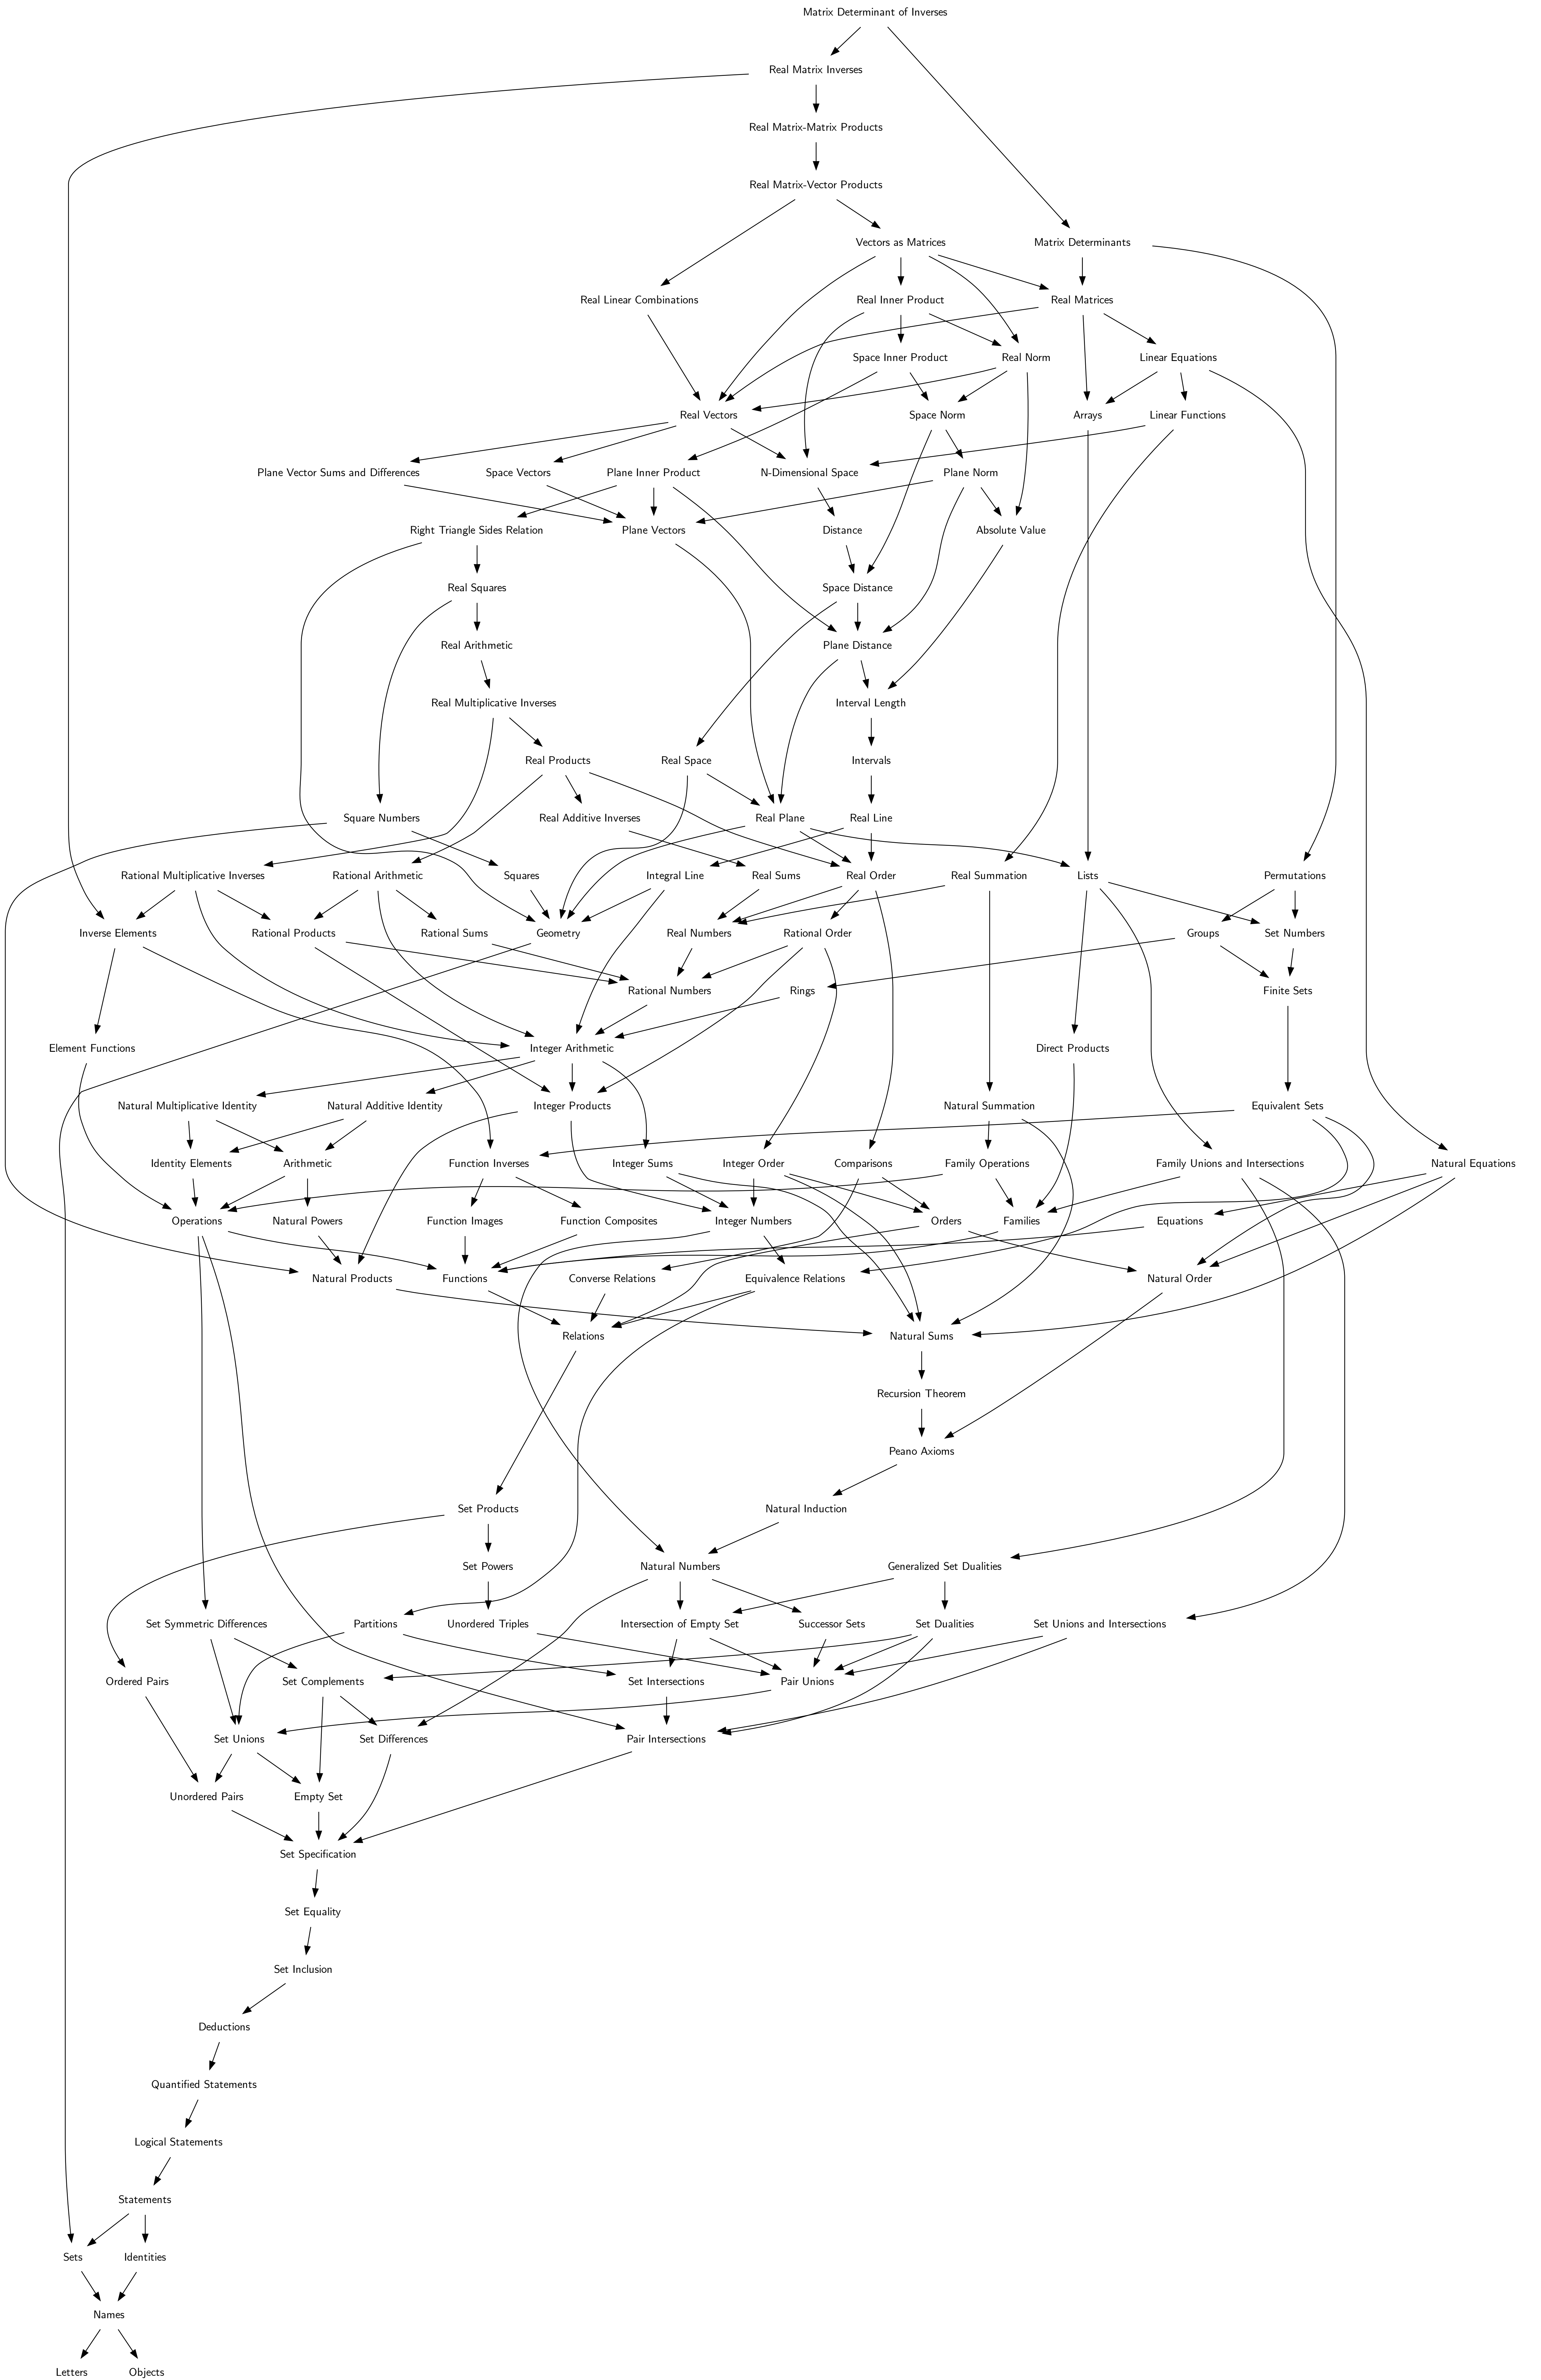 Matrix Determinant of Inverses
Real Matrix Inverses
Real Matrix-Matrix Products
Real Matrix-Vector Products
Vectors as Matrices
Matrix Determinants
Real Linear Combinations
Real Inner Product
Real Matrices
Space Inner Product
Real Norm
Linear Equations
Real Vectors
Space Norm
Arrays
Linear Functions
Plane Vector Sums and Differences
Space Vectors
Plane Inner Product
N-Dimensional Space
Plane Norm
Right Triangle Sides Relation
Plane Vectors
Distance
Absolute Value
Real Squares
Space Distance
Real Arithmetic
Plane Distance
Real Multiplicative Inverses
Interval Length
Real Products
Real Space
Intervals
Square Numbers
Real Additive Inverses
Real Plane
Real Line
Rational Multiplicative Inverses
Rational Arithmetic
Squares
Integral Line
Real Sums
Real Order
Real Summation
Lists
Permutations
Inverse Elements
Rational Products
Rational Sums
Geometry
Real Numbers
Rational Order
Groups
Set Numbers
Rational Numbers
Rings
Finite Sets
Element Functions
Integer Arithmetic
Direct Products
Natural Multiplicative Identity
Natural Additive Identity
Integer Products
Natural Summation
Equivalent Sets
Identity Elements
Arithmetic
Function Inverses
Integer Sums
Integer Order
Comparisons
Family Operations
Family Unions and Intersections
Natural Equations
Operations
Natural Powers
Function Images
Function Composites
Integer Numbers
Orders
Families
Equations
Natural Products
Functions
Converse Relations
Equivalence Relations
Natural Order
Relations
Natural Sums
Recursion Theorem
Peano Axioms
Set Products
Natural Induction
Set Powers
Natural Numbers
Generalized Set Dualities
Set Symmetric Differences
Partitions
Unordered Triples
Intersection of Empty Set
Successor Sets
Set Dualities
Set Unions and Intersections
Ordered Pairs
Set Complements
Set Intersections
Pair Unions
Set Unions
Set Differences
Pair Intersections
Unordered Pairs
Empty Set
Set Specification
Set Equality
Set Inclusion
Deductions
Quantified Statements
Logical Statements
Statements
Sets
Identities
Names
Letters
Objects